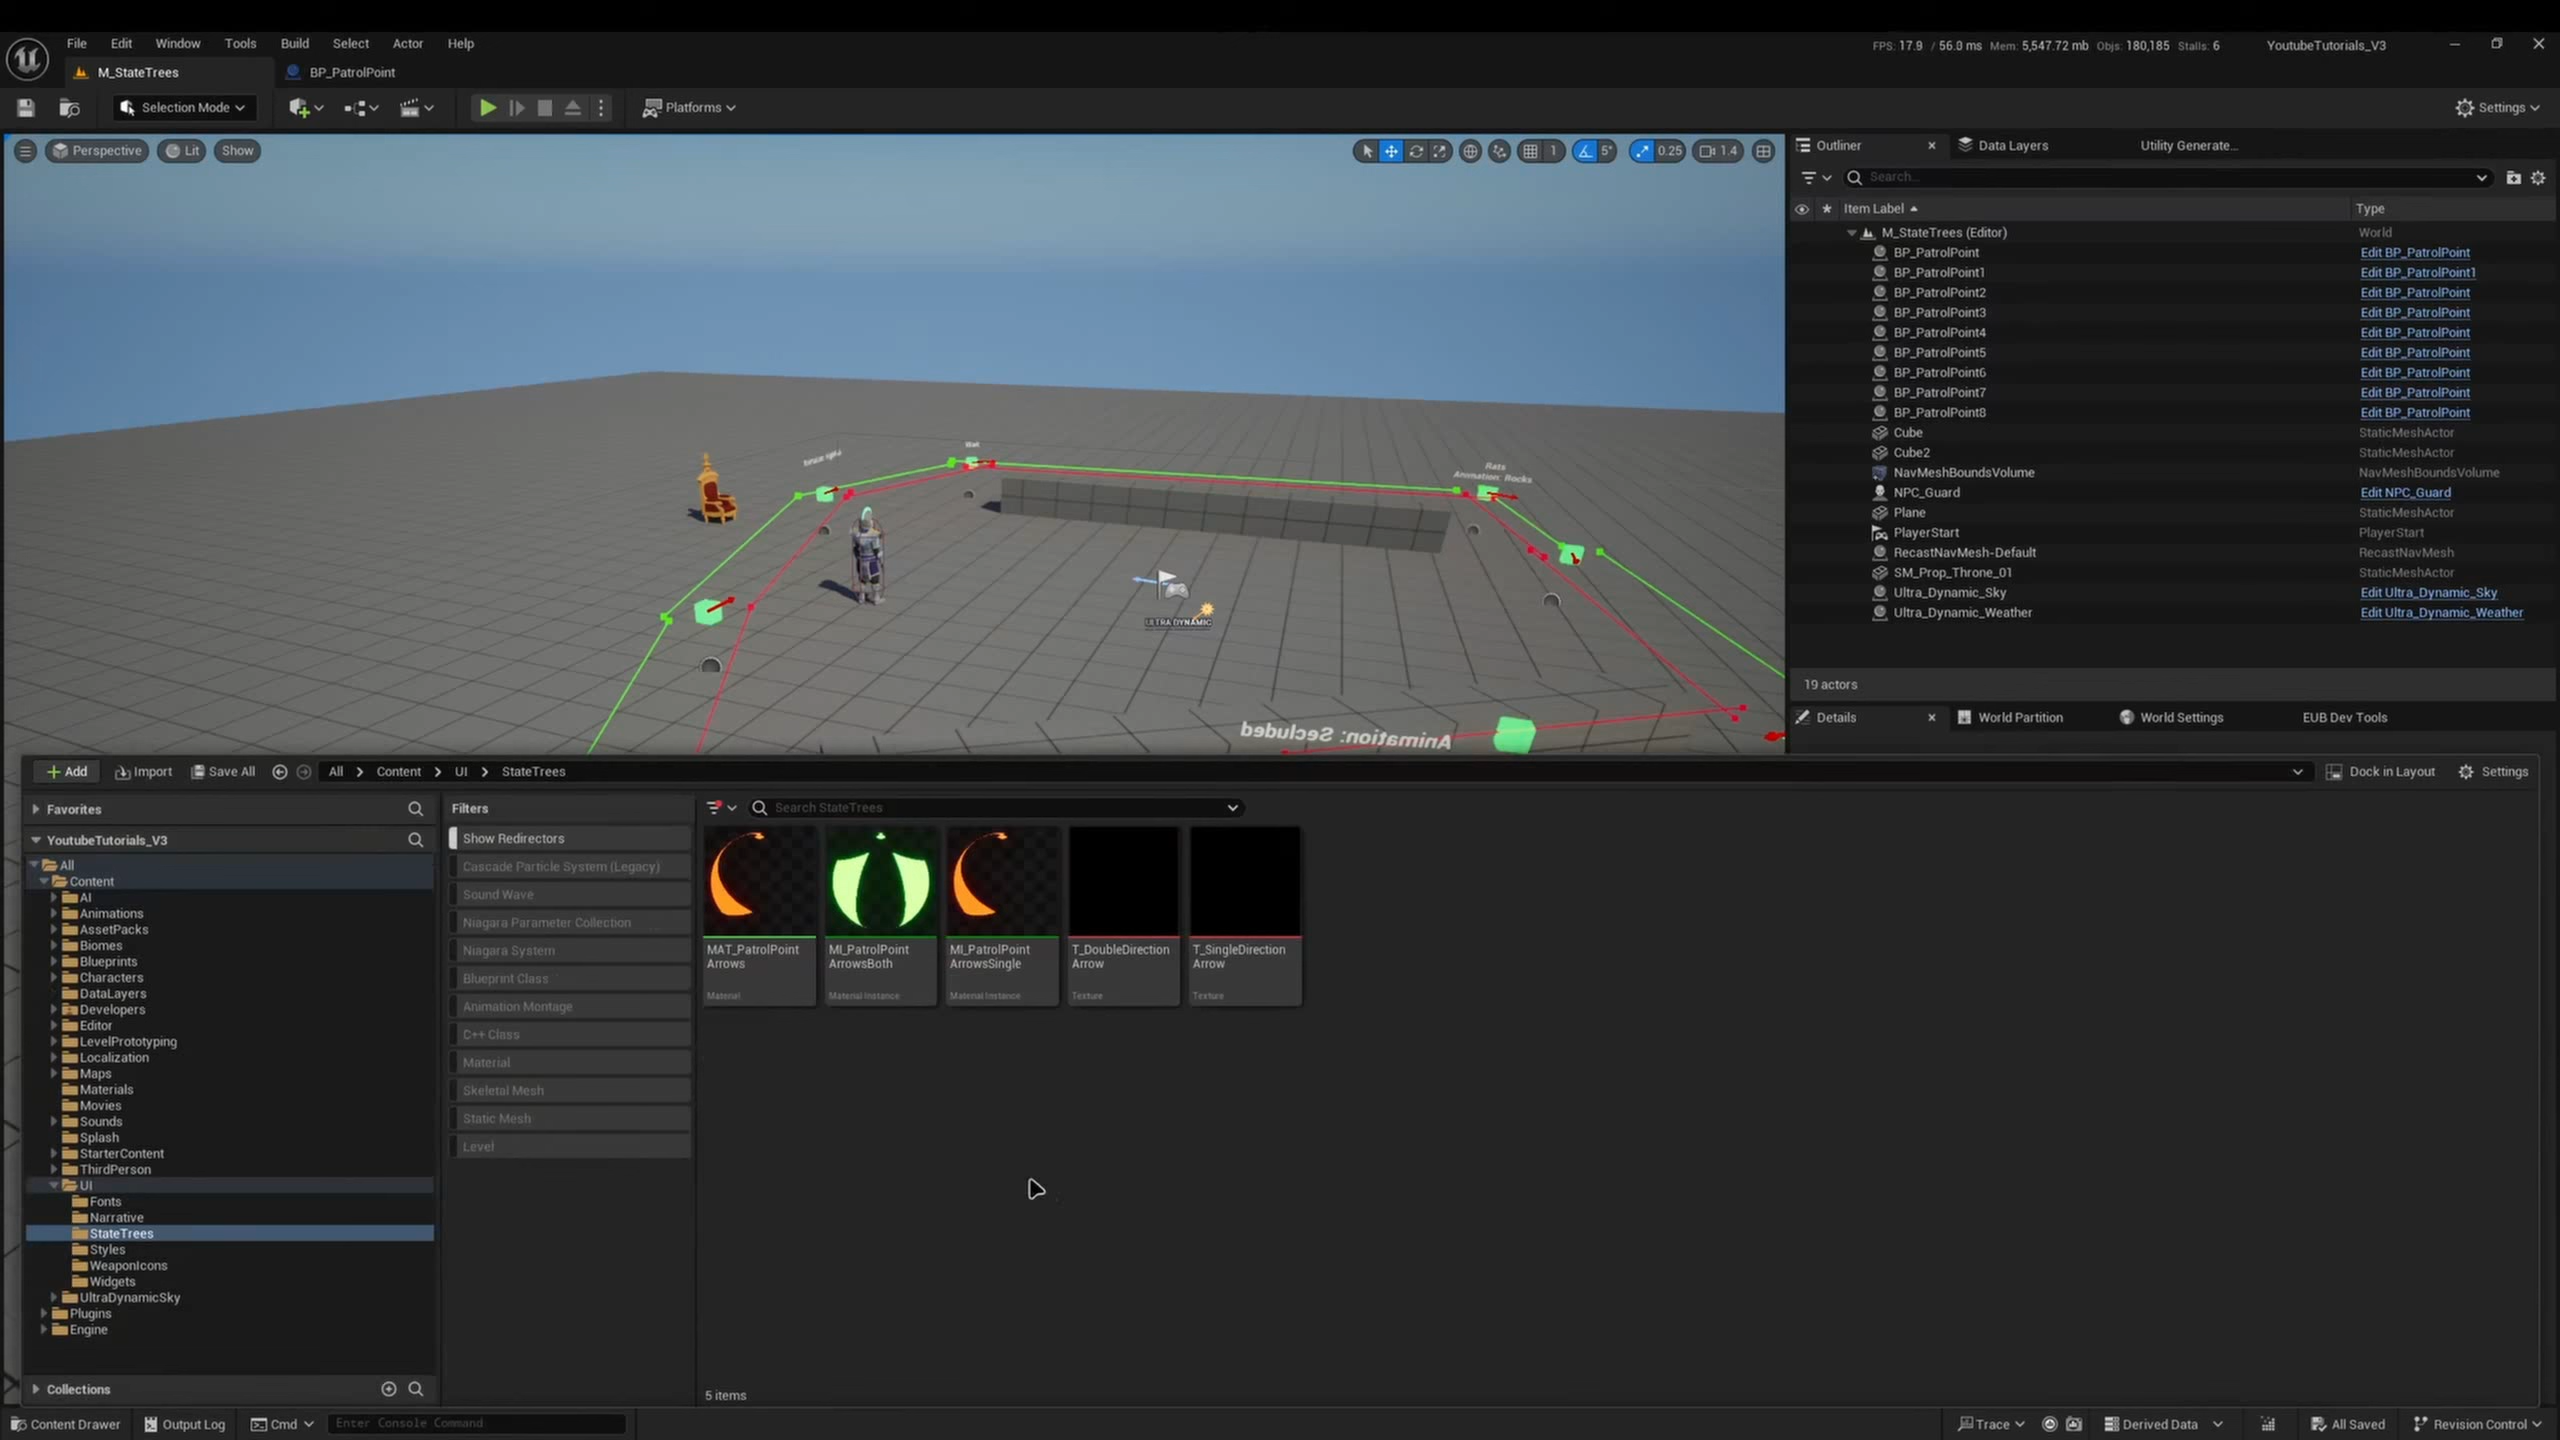 File Edit Window Tools Build Select Actor Help
FPS: 17.9 / 56.0 ms Mem: 5,547.72 mb Objs: 180,185 Stalls: 6
YoutubeTutorials_V3
M_StateTrees
BP_PatrolPoint
Selection Mode
Platforms
Settings
Perspective
Lit
Show
1
5°
0.25
1.4
Outliner
Data Layers
Utility Generate...
Search...
Item Label
Type
M_StateTrees (Editor) World
BP_PatrolPoint Edit BP_PatrolPoint
BP_PatrolPoint1 Edit BP_PatrolPoint1
BP_PatrolPoint2 Edit BP_PatrolPoint
BP_PatrolPoint3 Edit BP_PatrolPoint
BP_PatrolPoint4 Edit BP_PatrolPoint
BP_PatrolPoint5 Edit BP_PatrolPoint
BP_PatrolPoint6 Edit BP_PatrolPoint
BP_PatrolPoint7 Edit BP_PatrolPoint
BP_PatrolPoint8 Edit BP_PatrolPoint
Cube StaticMeshActor
Cube2 StaticMeshActor
NavMeshBoundsVolume NavMeshBoundsVolume
NPC_Guard Edit NPC_Guard
Plane StaticMeshActor
PlayerStart PlayerStart
RecastNavMesh-Default RecastNavMesh
SM_Prop_Throne_01 StaticMeshActor
Ultra_Dynamic_Sky Edit Ultra_Dynamic_Sky
Ultra_Dynamic_Weather Edit Ultra_Dynamic_Weather
19 actors
Details
World Partition
World Settings
EUB Dev Tools
Wait
Rats
Animation: Rocks
ULTRA DYNAMIC
Animation: Secluded
Add
Import
Save All
All
Content
UI
StateTrees
Dock in Layout
Settings
Favorites
YoutubeTutorials_V3
All
Content
AI
Animations
AssetPacks
Biomes
Blueprints
Characters
DataLayers
Developers
Editor
LevelPrototyping
Localization
Maps
Materials
Movies
Sounds
Splash
StarterContent
ThirdPerson
UI
Fonts
Narrative
StateTrees
Styles
WeaponIcons
Widgets
UltraDynamicSky
Plugins
Engine
Collections
Filters
Show Redirectors
Cascade Particle System (Legacy)
Sound Wave
Niagara Parameter Collection
Niagara System
Blueprint Class
Animation Montage
C++ Class
Material
Skeletal Mesh
Static Mesh
Level
Search StateTrees
MAT_PatrolPoint
Arrows
Material
MI_PatrolPoint
ArrowsBoth
Material Instance
MI_PatrolPoint
ArrowsSingle
Material Instance
T_DoubleDirection
Arrow
Texture
T_SingleDirection
Arrow
Texture
5 items
Content Drawer
Output Log
Cmd
Enter Console Command
Trace
Derived Data
All Saved
Revision Control